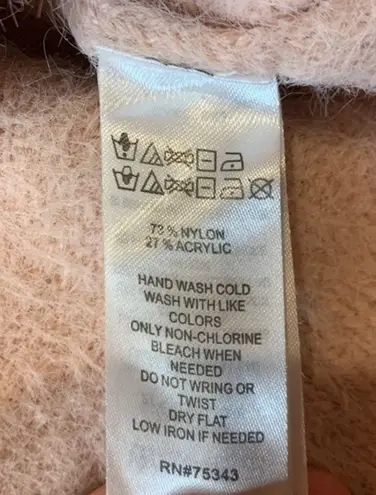 73 % NYLON
27 % ACRYLIC
HAND WASH COLD
WASH WITH LIKE
COLORS
ONLY NON-CHLORINE
BLEACH WHEN
NEEDED
DO NOT WRING OR
TWIST
DRY FLAT
LOW IRON IF NEEDED
RN#75343